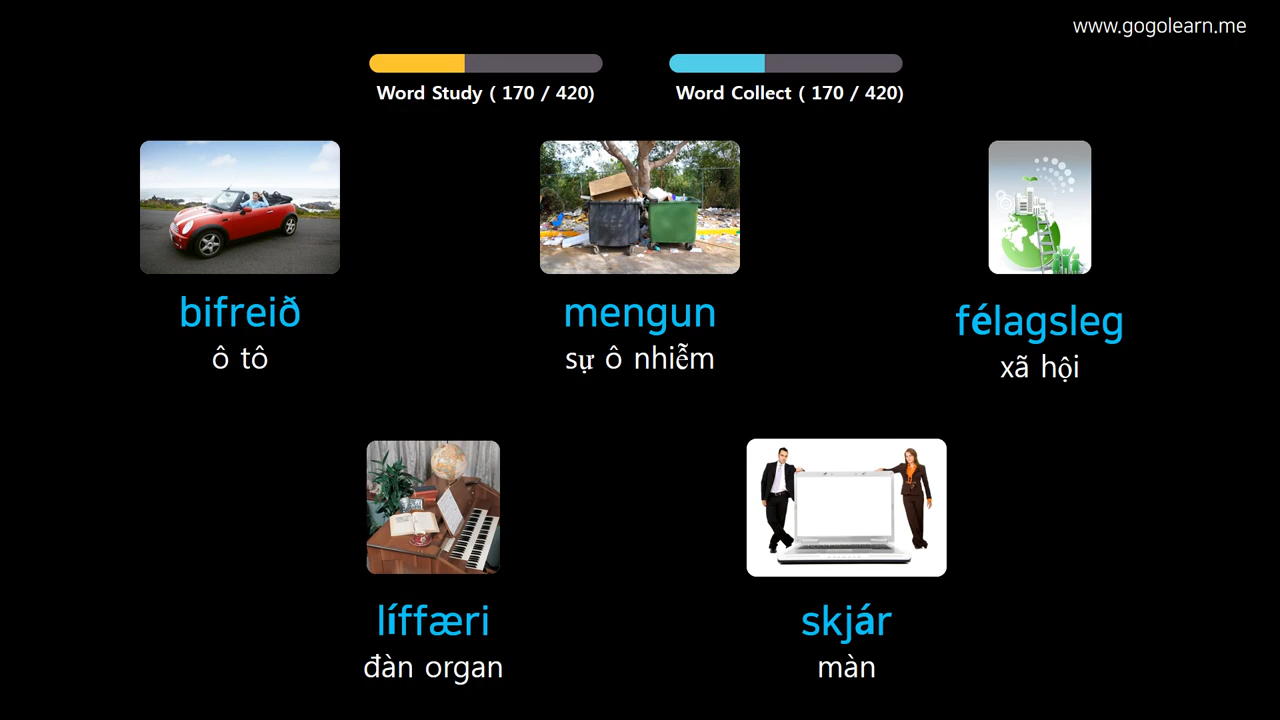 www.gogolearn.me
Word Study ( 170 / 420)
Word Collect ( 170 / 420)
bifreið
ô tô
mengun
sự ô nhiễm
félagsleg
xã hội
líffæri
đàn organ
skjár
màn